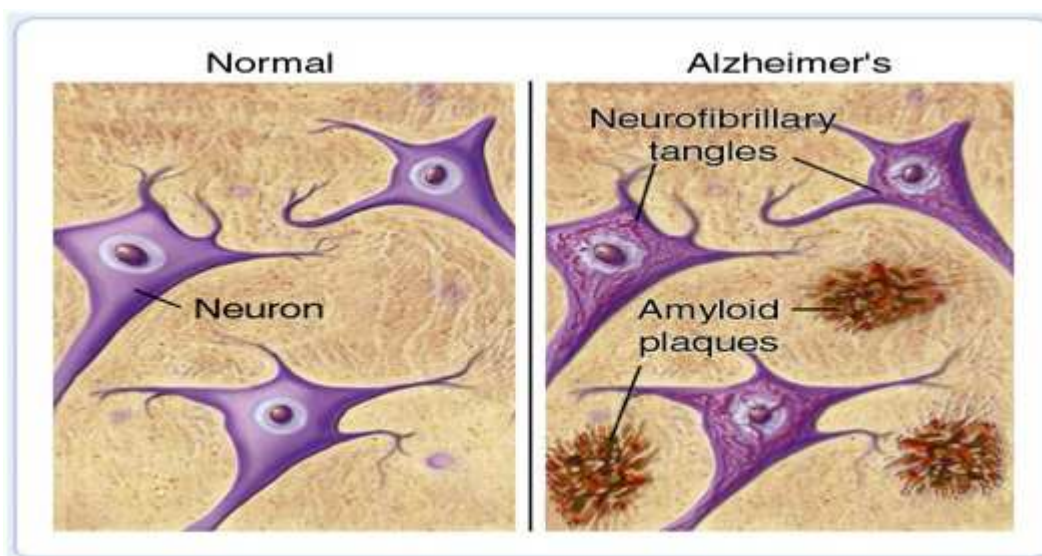 Normal
Neuron
Alzheimer's
Neurofibrillary
tangles
Amyloid
plaques